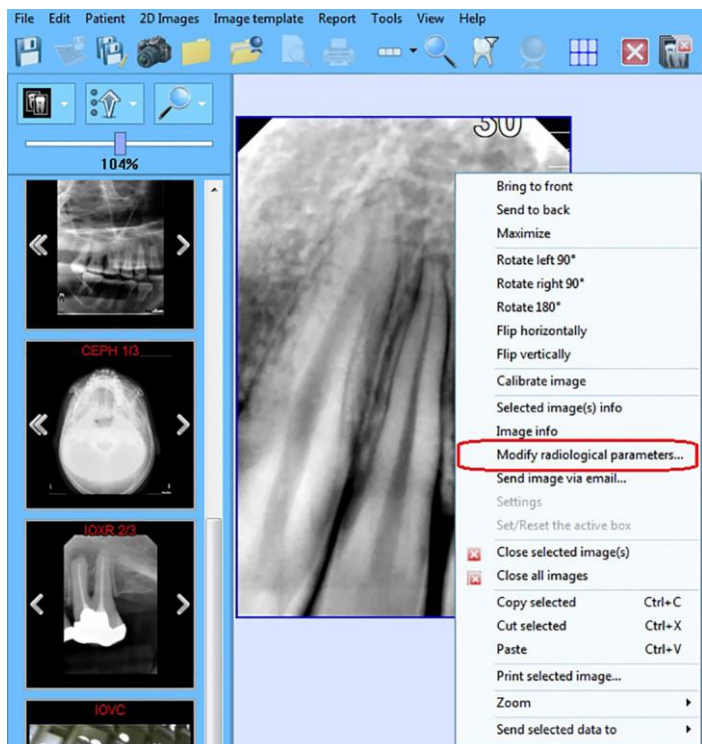 File Edit Patient 2D Images Image template Report Tools View Help
104%
CEPH 1/3
IOXR 2/3
IOVC
30
Bring to front
Send to back
Maximize
Rotate left 90°
Rotate right 90°
Rotate 180°
Flip horizontally
Flip vertically
Calibrate image
Selected image(s) info
Image info
Modify radiological parameters...
Send image via email...
Settings
Set/Reset the active box
Close selected image(s)
Close all images
Copy selected Ctrl+C
Cut selected Ctrl+X
Paste Ctrl+V
Print selected image...
Zoom
Send selected data to